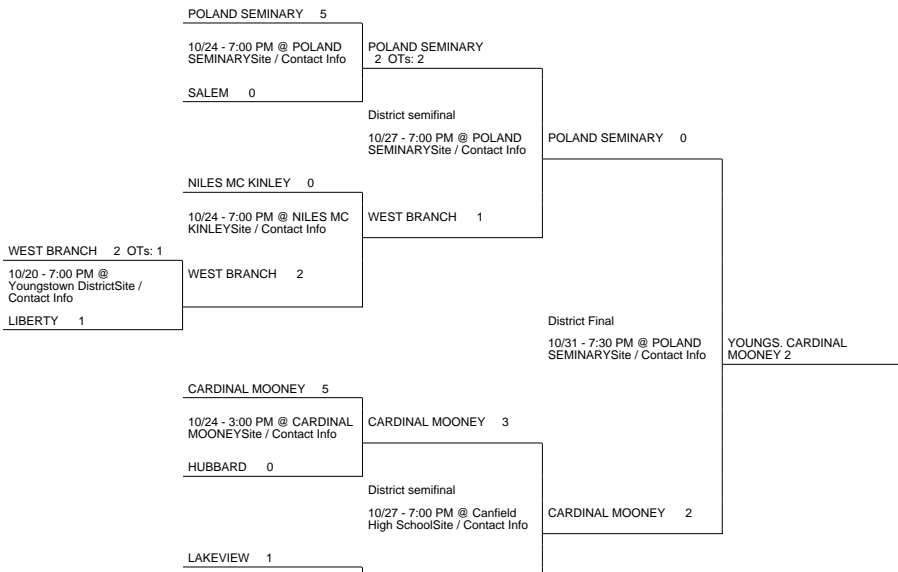 POLAND SEMINARY 5
10/24 - 7:00 PM @ POLAND
SEMINARYSite / Contact Info
SALEM 0
POLAND SEMINARY
2 OTs: 2
District semifinal
10/27 - 7:00 PM @ POLAND
SEMINARYSite / Contact Info
POLAND SEMINARY 0
NILES MC KINLEY 0
10/24 - 7:00 PM @ NILES MC
KINLEYSite / Contact Info
WEST BRANCH 1
WEST BRANCH 2 OTs: 1
10/20 - 7:00 PM @
Youngstown DistrictSite /
Contact Info
LIBERTY 1
WEST BRANCH 2
District Final
10/31 - 7:30 PM @ POLAND
SEMINARYSite / Contact Info
YOUNGS. CARDINAL
MOONEY 2
CARDINAL MOONEY 5
10/24 - 3:00 PM @ CARDINAL
MOONEYSite / Contact Info
HUBBARD 0
CARDINAL MOONEY 3
District semifinal
10/27 - 7:00 PM @ Canfield
High SchoolSite / Contact Info
CARDINAL MOONEY 2
LAKEVIEW 1